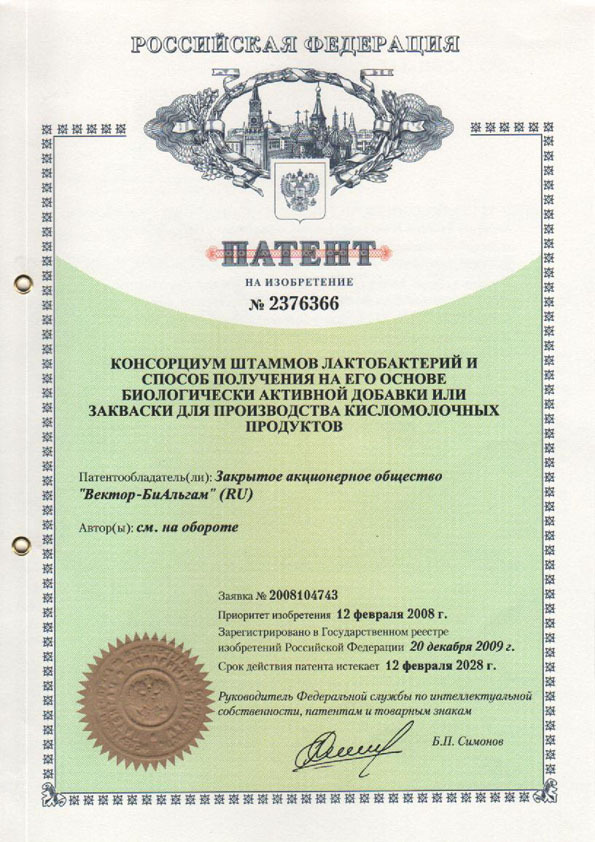 РОССИЙСКАЯ ФЕДЕРАЦИЯ
ПАТЕНТ
НА ИЗОБРЕТЕНИЕ
№ 2376366
КОНСОРЦИУМ ШТАММОВ ЛАКТОБАКТЕРИЙ И
СПОСОБ ПОЛУЧЕНИЯ НА ЕГО ОСНОВЕ
БИОЛОГИЧЕСКИ АКТИВНОЙ ДОБАВКИ ИЛИ
ЗАКВАСКИ ДЛЯ ПРОИЗВОДСТВА КИСЛОМОЛОЧНЫХ
ПРОДУКТОВ
Патентообладатель(ли): Закрытое акционерное общество
"Вектор-БиАльгам" (RU)
Автор(ы): см. на обороте
Заявка № 2008104743
Приоритет изобретения 12 февраля 2008 г.
Зарегистрировано в Государственном реестре
изобретений Российской Федерации 20 декабря 2009 г.
Срок действия патента истекает 12 февраля 2028 г.
Руководитель Федеральной службы по интеллектуальной
собственности, патентам и товарным знакам
Б.П. Симонов